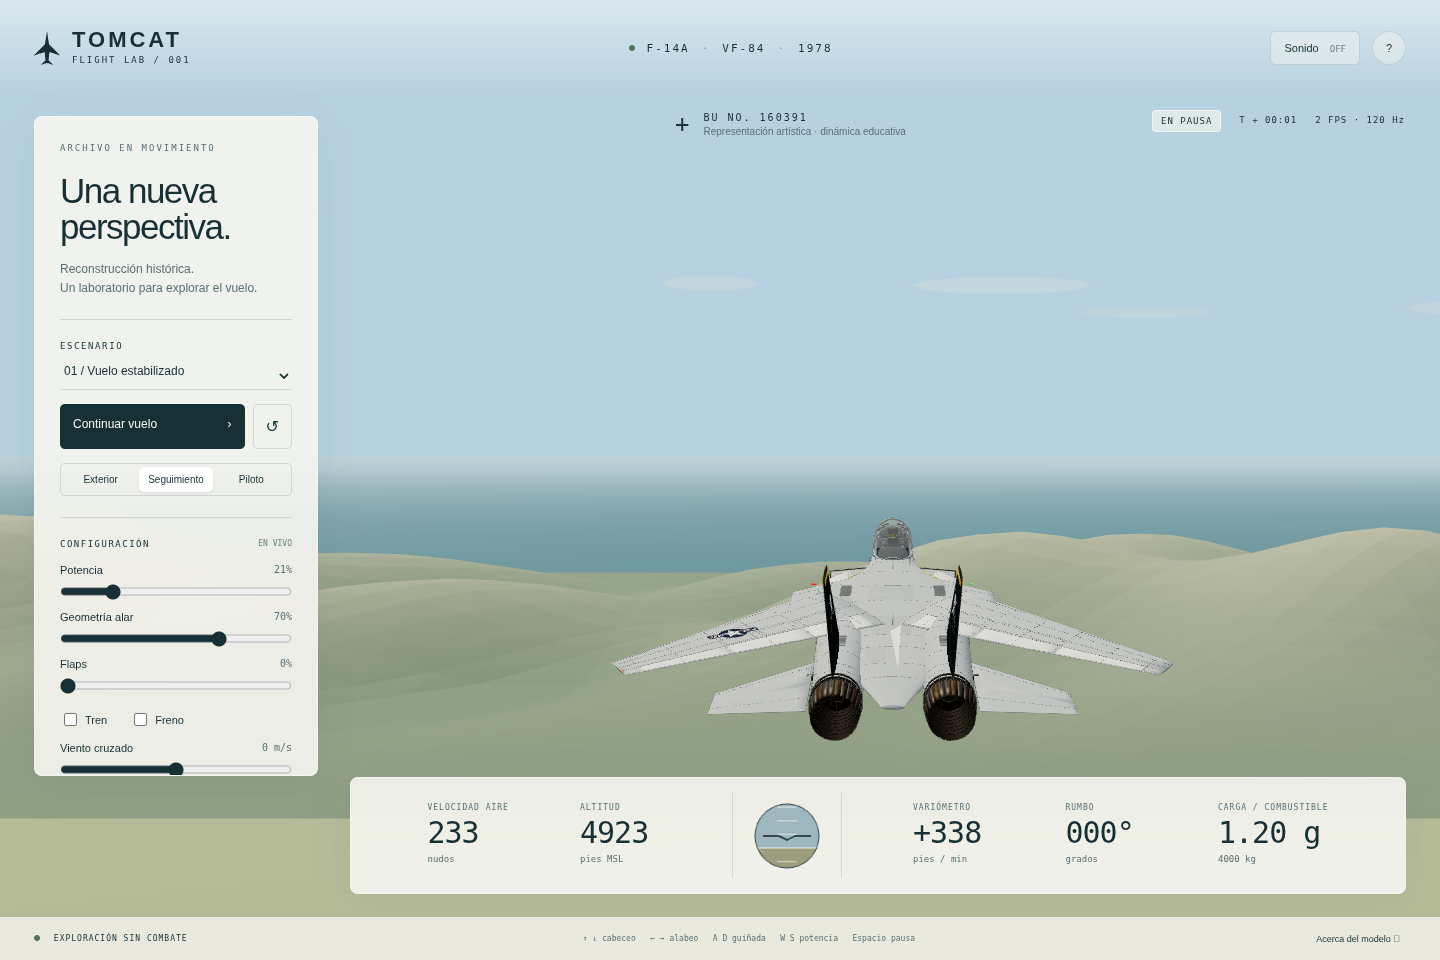 TOMCAT
FLIGHT LAB / 001
F-14A · VF-84 · 1978
Sonido OFF
?
BU NO. 160391
Representación artística · dinámica educativa
EN PAUSA
T + 00:01
2 FPS · 120 Hz
ARCHIVO EN MOVIMIENTO
Una nueva
perspectiva.
Reconstrucción histórica.
Un laboratorio para explorar el vuelo.
ESCENARIO
01 / Vuelo estabilizado
Continuar vuelo ›
↺
Exterior Seguimiento Piloto
CONFIGURACIÓN EN VIVO
Potencia 21%
Geometría alar 70%
Flaps 0%
Tren Freno
Viento cruzado 0 m/s
VELOCIDAD AIRE
233
nudos
ALTITUD
4923
pies MSL
VARIÓMETRO
+338
pies / min
RUMBO
000°
grados
CARGA / COMBUSTIBLE
1.20 g
4000 kg
EXPLORACIÓN SIN COMBATE
↑ ↓ cabeceo ← → alabeo A D guiñada W S potencia Espacio pausa
Acerca del modelo